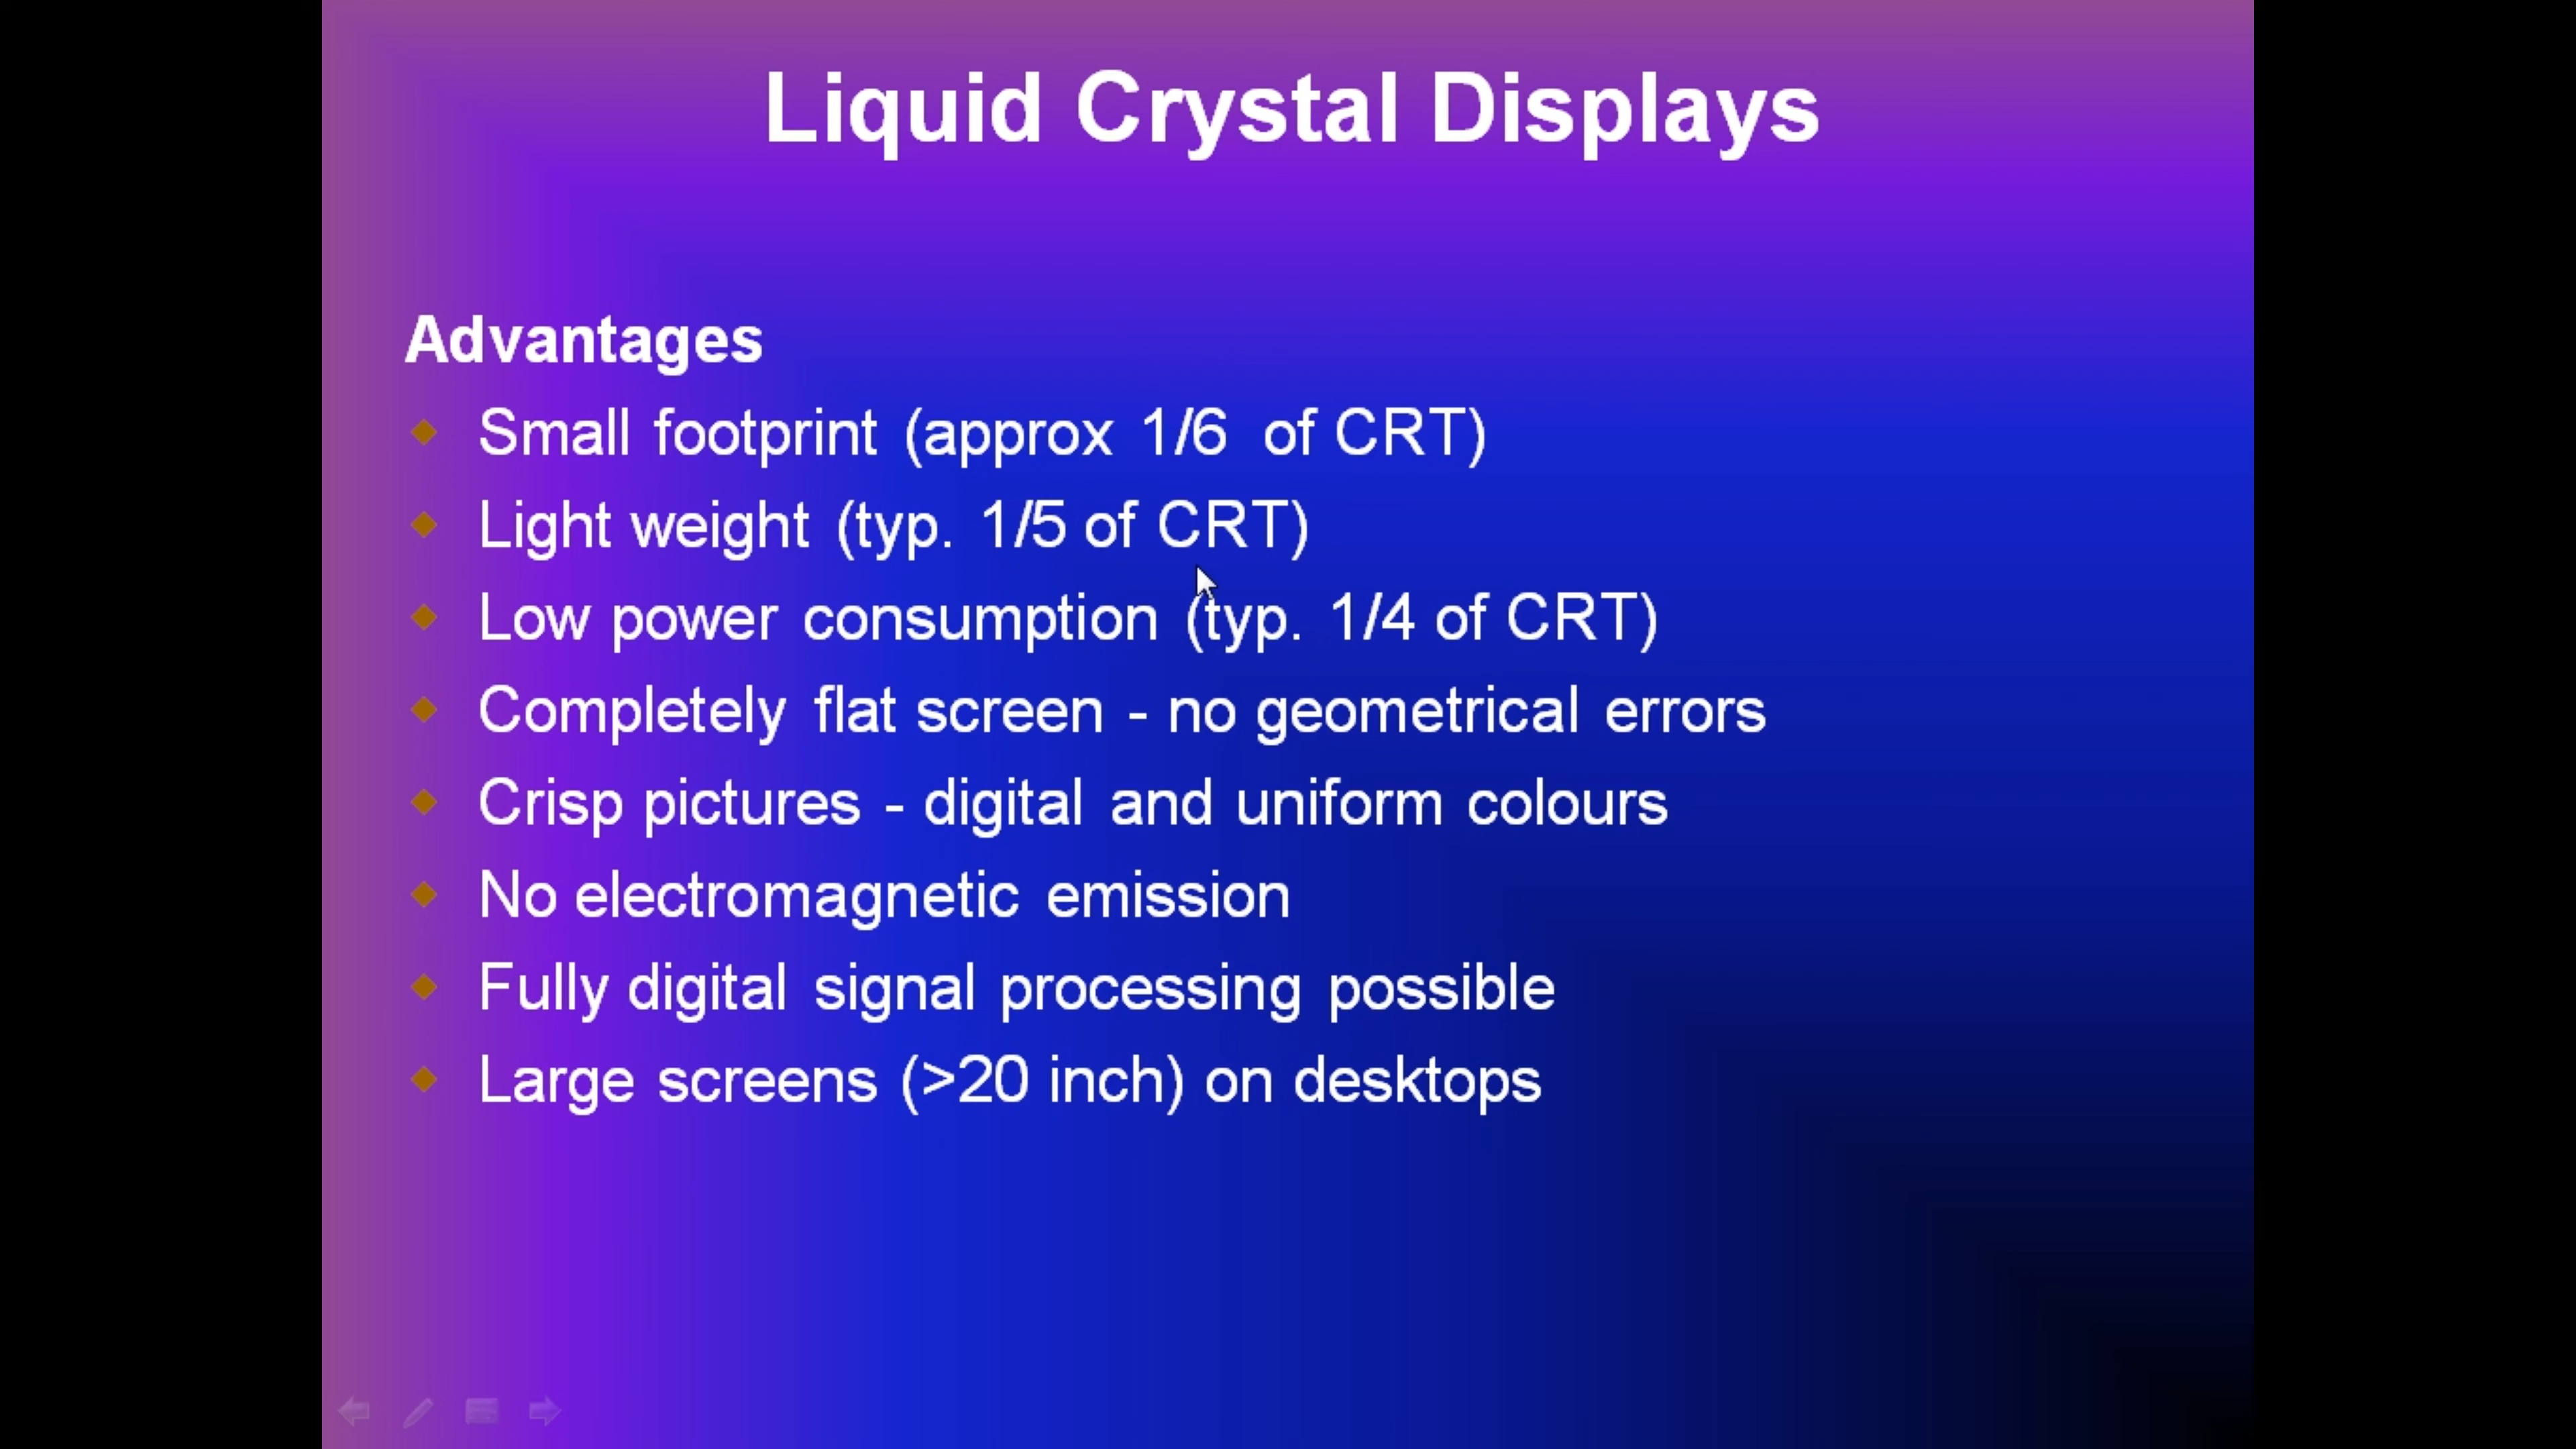 Liquid Crystal Displays
Advantages
Small footprint (approx 1/6 of CRT)
Light weight (typ. 1/5 of CRT)
Low power consumption (typ. 1/4 of CRT)
Completely flat screen - no geometrical errors
Crisp pictures - digital and uniform colours
No electromagnetic emission
Fully digital signal processing possible
Large screens (>20 inch) on desktops